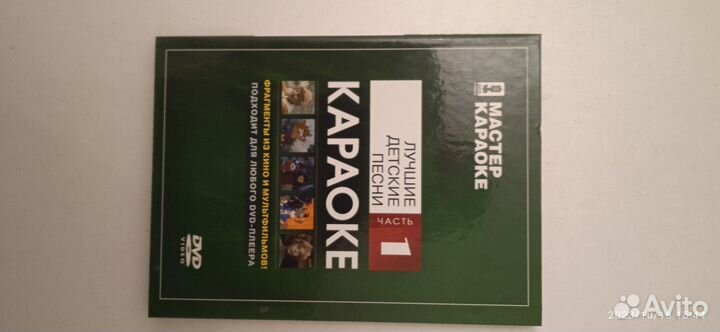 МАСТЕР
КАРАОКЕ
ЛУЧШИЕ
ДЕТСКИЕ
ПЕСНИ
ЧАСТЬ
1
КАРАОКЕ
ФРАГМЕНТЫ ИЗ КИНО И МУЛЬТФИЛЬМОВ!
ПОДХОДИТ ДЛЯ ЛЮБОГО DVD-ПЛЕЕРА
DVD
VIDEO
Avito